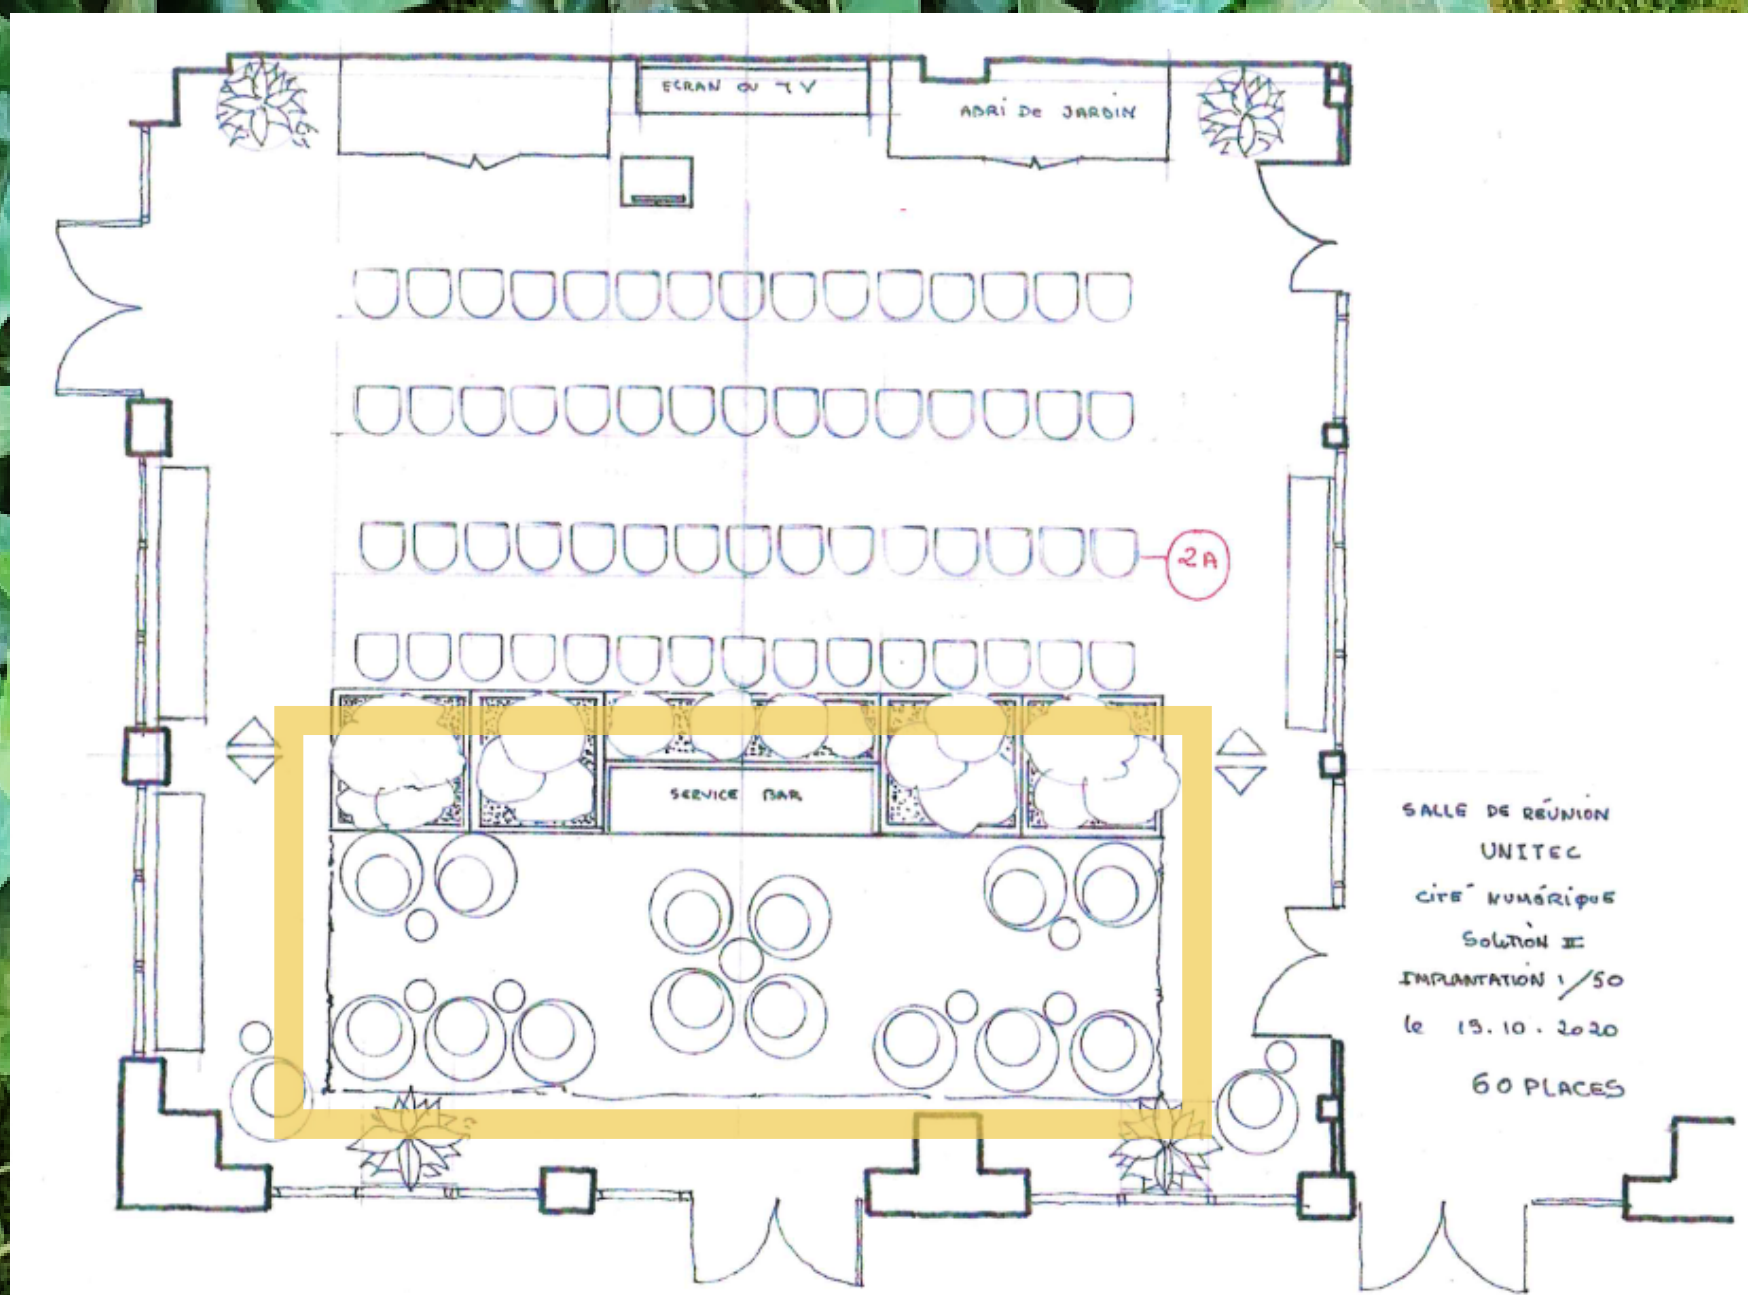 ECRAN OU TV
ABRI DE JARDIN
2A
SERVICE BAR
SALLE DE RÉUNION
UNITEC
CITÉ NUMÉRIQUE
SOLUTION II
IMPLANTATION 1/50
le 15.10.2020
60 PLACES